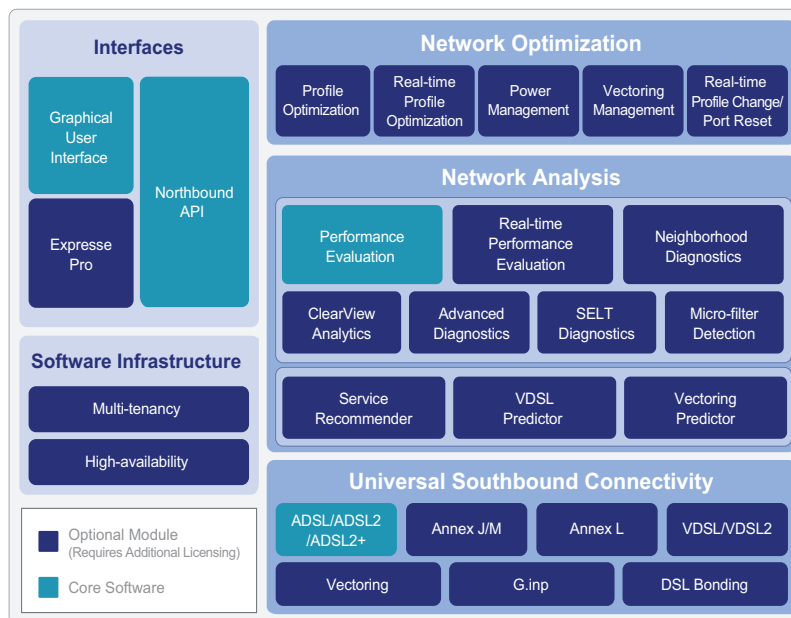 Interfaces
Graphical
User
Interface
Northbound
API
Expresse
Pro
Software Infrastructure
Multi-tenancy
High-availability
Optional Module
(Requires Additional Licensing)
Core Software
Network Optimization
Profile
Optimization
Real-time
Profile
Optimization
Power
Management
Vectoring
Management
Real-time
Profile Change/
Port Reset
Network Analysis
Performance
Evaluation
Real-time
Performance
Evaluation
Neighborhood
Diagnostics
ClearView
Analytics
Advanced
Diagnostics
SELT
Diagnostics
Micro-filter
Detection
Service
Recommender
VDSL
Predictor
Vectoring
Predictor
Universal Southbound Connectivity
ADSL/ADSL2
/ADSL2+
Annex J/M
Annex L
VDSL/VDSL2
Vectoring
G.inp
DSL Bonding